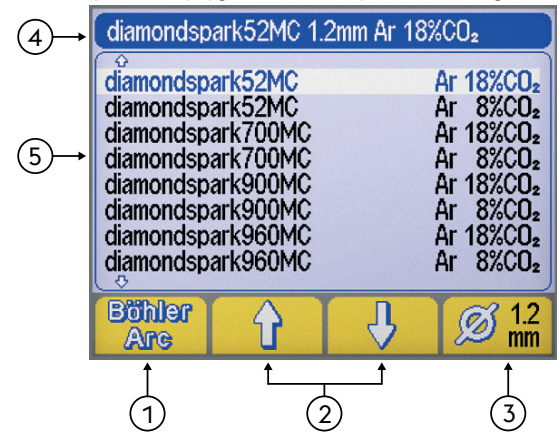 4
diamondspark52MC 1.2mm Ar 18%CO₂
5
diamondspark52MC Ar 18%CO₂
diamondspark52MC Ar 8%CO₂
diamondspark700MC Ar 18%CO₂
diamondspark700MC Ar 8%CO₂
diamondspark900MC Ar 18%CO₂
diamondspark900MC Ar 8%CO₂
diamondspark960MC Ar 18%CO₂
diamondspark960MC Ar 8%CO₂
Böhler
Arc
Ø 1.2
mm
1
2
3